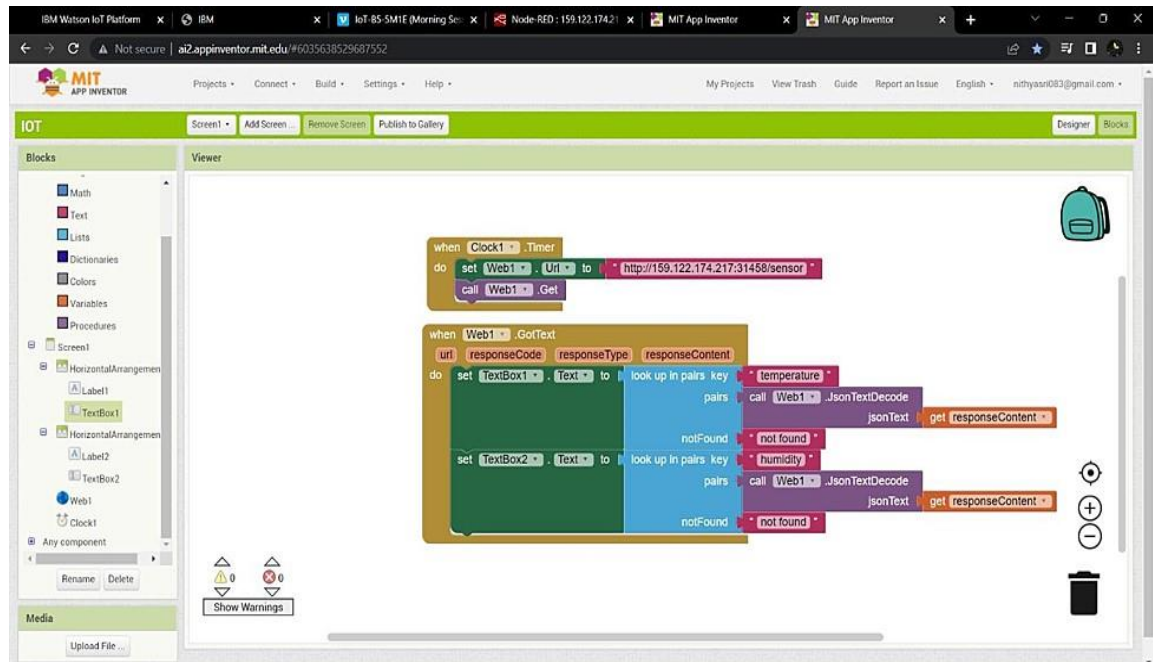 IBM Watson IoT Platform x IBM x IoT-B5-5M1E (Morning Ses x Node-RED : 159.122.174.21 x MIT App Inventor x MIT App Inventor x +
Not secure | ai2.appinventor.mit.edu/#6035638529687552
MIT
APP INVENTOR
Projects Connect Build Settings Help My Projects View Trash Guide Report an Issue English nithyasri083@gmail.com
IOT Screen1 Add Screen ... Remove Screen Publish to Gallery Designer Blocks
Blocks Viewer
Math
Text
Lists
Dictionaries
Colors
Variables
Procedures
Screen1
HorizontalArrangemen
Label1
TextBox1
HorizontalArrangemen
Label2
TextBox2
Web1
Clock1
Any component
Rename Delete
Media
Upload File ...
when Clock1 .Timer
do set Web1 . Url to " http://159.122.174.217:31458/sensor "
call Web1 .Get
when Web1 .GotText
url responseCode responseType responseContent
do set TextBox1 . Text to look up in pairs key " temperature "
pairs call Web1 .JsonTextDecode
jsonText get responseContent
notFound " not found "
set TextBox2 . Text to look up in pairs key " humidity "
pairs call Web1 .JsonTextDecode
jsonText get responseContent
notFound " not found "
0 0
Show Warnings